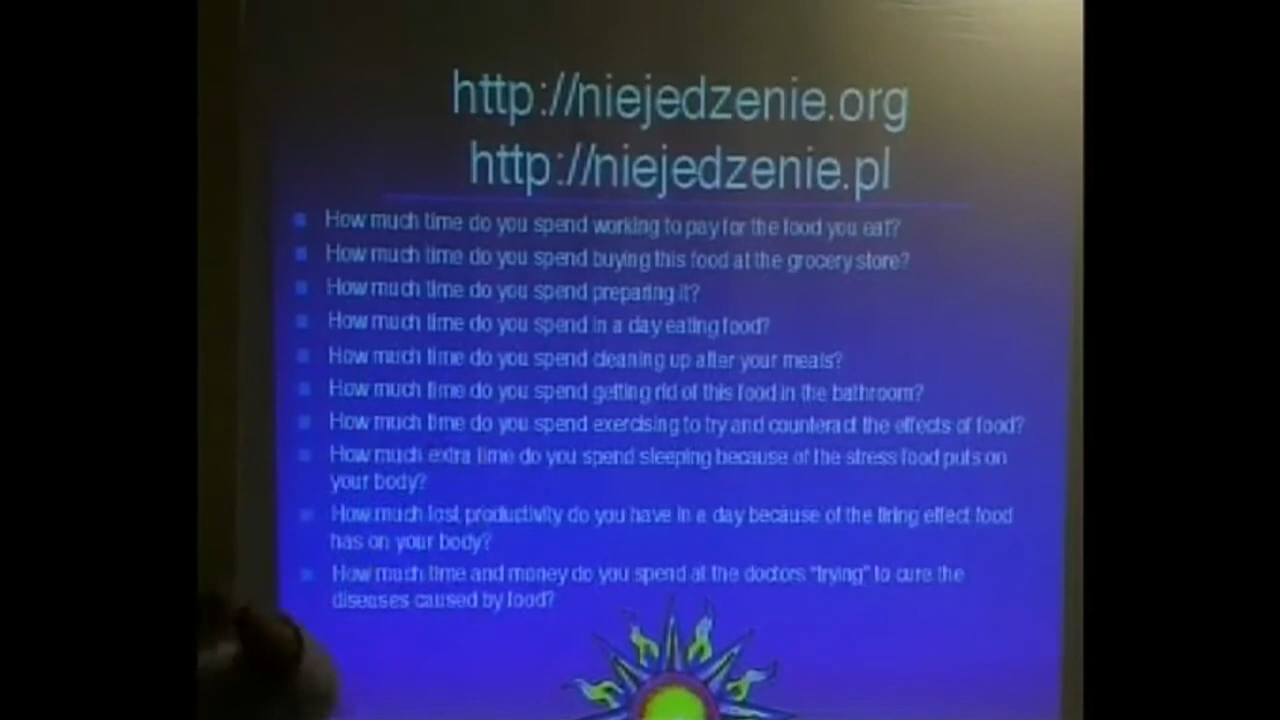 http://niejedzenie.org
http://niejedzenie.pl
How much time do you spend working to pay for the food you eat?
How much time do you spend buying this food at the grocery store?
How much time do you spend preparing it?
How much time do you spend in a day eating food?
How much time do you spend cleaning up after your meals?
How much time do you spend getting rid of this food in the bathroom?
How much time do you spend exercising to try and counteract the effects of food?
How much extra time do you spend sleeping because of the stress food puts on
your body?
How much lost productivity do you have in a day because of the tiring effect food
has on your body?
How much time and money do you spend at the doctors "trying" to cure the
diseases caused by food?